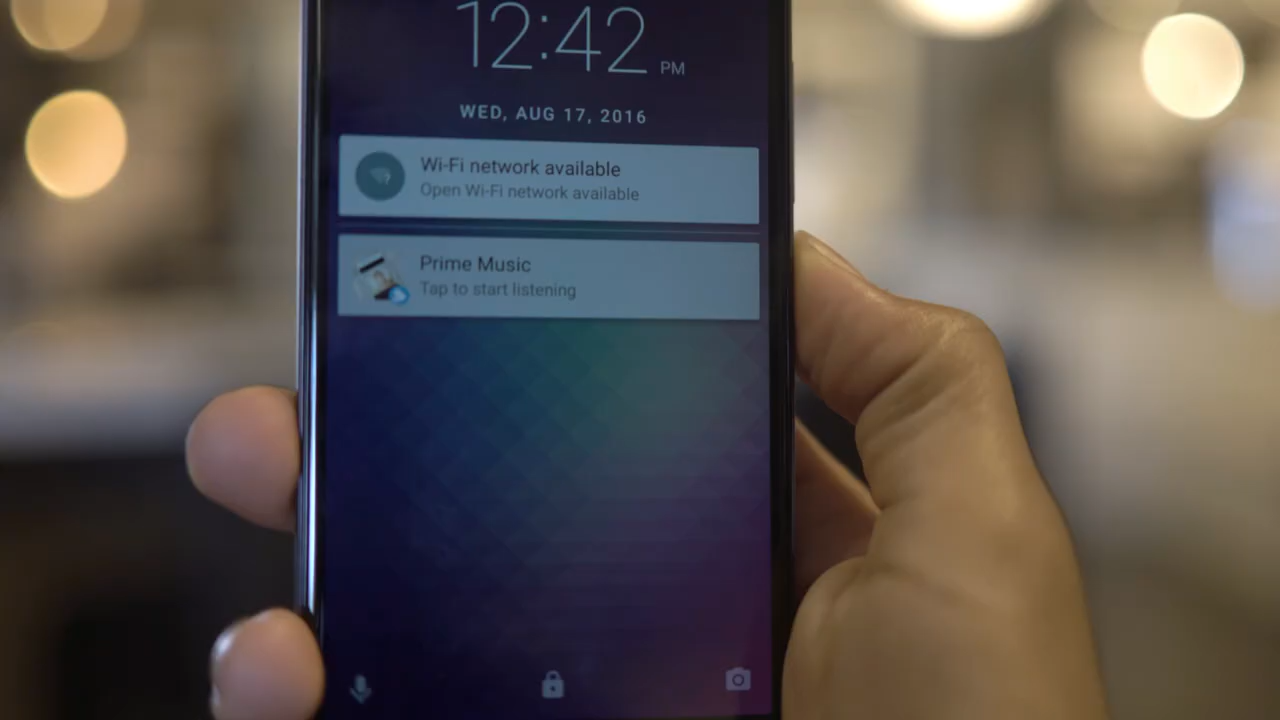 12:42 PM
WED, AUG 17, 2016
Wi-Fi network available
Open Wi-Fi network available
Prime Music
Tap to start listening